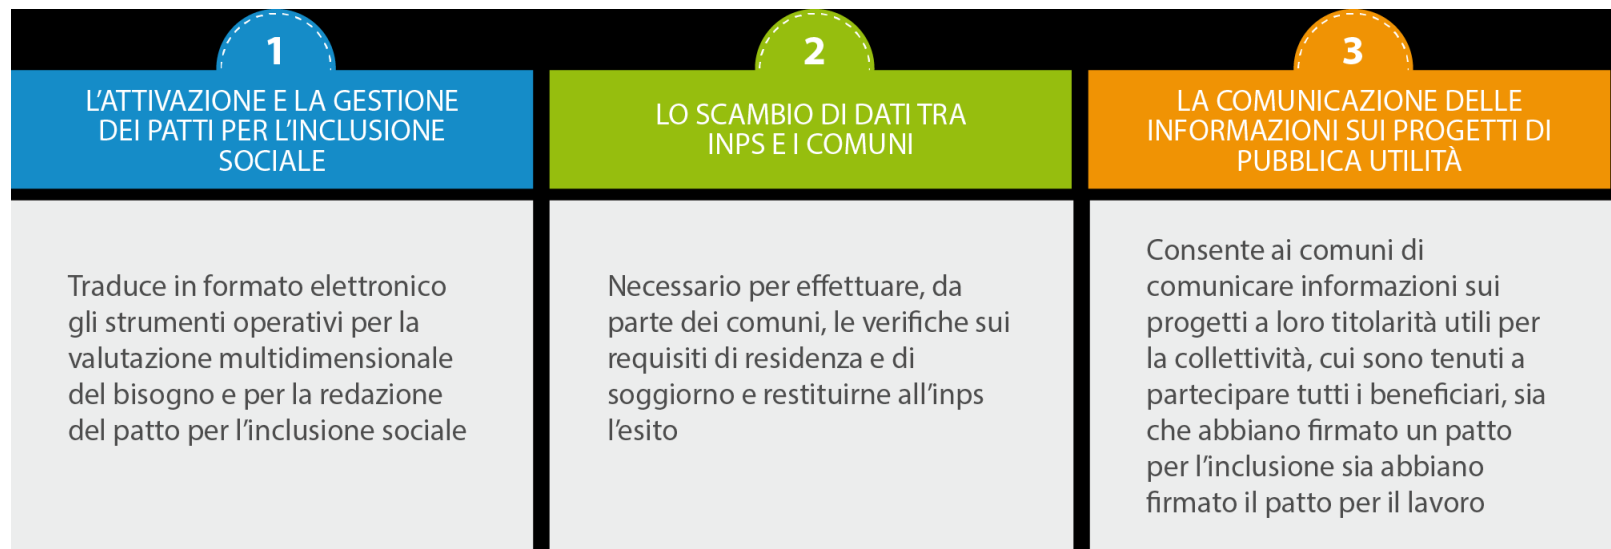 1
L'ATTIVAZIONE E LA GESTIONE
DEI PATTI PER L'INCLUSIONE
SOCIALE
Traduce in formato elettronico
gli strumenti operativi per la
valutazione multidimensionale
del bisogno e per la redazione
del patto per l'inclusione sociale
2
LO SCAMBIO DI DATI TRA
INPS E I COMUNI
Necessario per effettuare, da
parte dei comuni, le verifiche sui
requisiti di residenza e di
soggiorno e restituirne all'inps
l'esito
3
LA COMUNICAZIONE DELLE
INFORMAZIONI SUI PROGETTI DI
PUBBLICA UTILITÀ
Consente ai comuni di
comunicare informazioni sui
progetti a loro titolarità utili per
la collettività, cui sono tenuti a
partecipare tutti i beneficiari, sia
che abbiano firmato un patto
per l'inclusione sia abbiano
firmato il patto per il lavoro